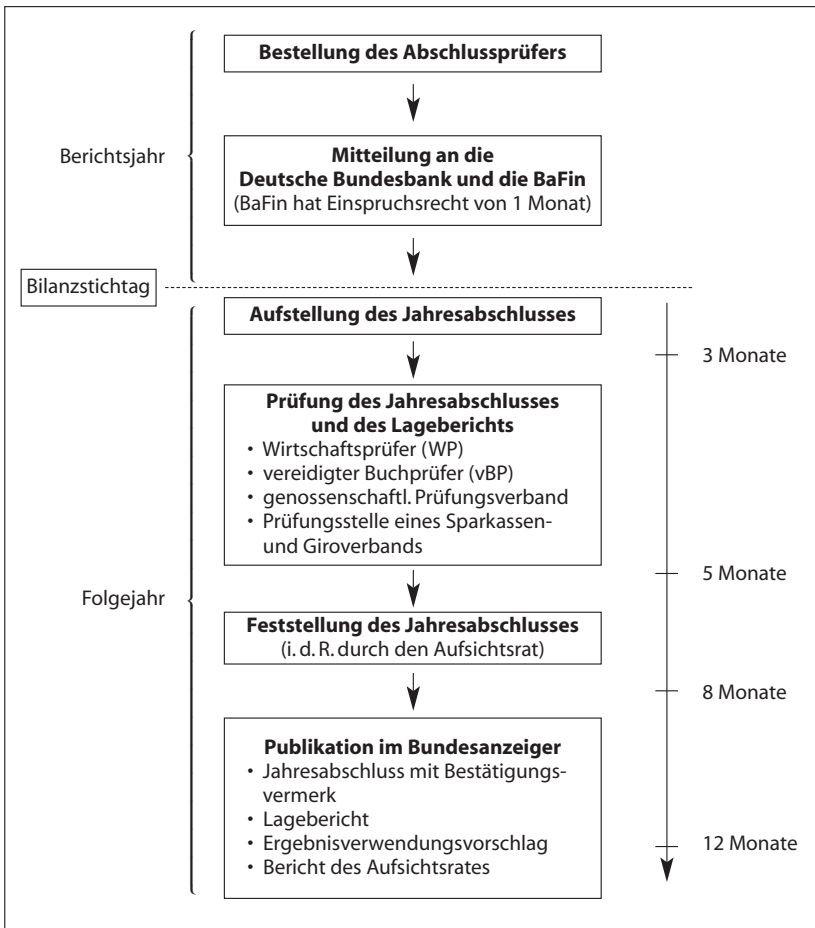 Bestellung des Abschlussprüfers
Berichtsjahr
Mitteilung an die
Deutsche Bundesbank und die BaFin
(BaFin hat Einspruchsrecht von 1 Monat)
Bilanzstichtag
Aufstellung des Jahresabschlusses
3 Monate
Prüfung des Jahresabschlusses
und des Lageberichts
• Wirtschaftsprüfer (WP)
• vereidigter Buchprüfer (vBP)
• genossenschaftl. Prüfungsverband
• Prüfungsstelle eines Sparkassen-
und Giroverbands
5 Monate
Folgejahr
Feststellung des Jahresabschlusses
(i. d. R. durch den Aufsichtsrat)
8 Monate
Publikation im Bundesanzeiger
• Jahresabschluss mit Bestätigungs-
vermerk
• Lagebericht
• Ergebnisverwendungsvorschlag
• Bericht des Aufsichtsrates
12 Monate